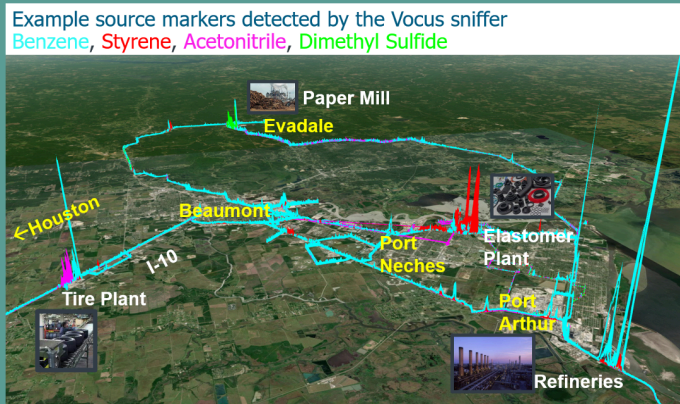 Example source markers detected by the Vocus sniffer
Benzene, Styrene, Acetonitrile, Dimethyl Sulfide
Paper Mill
Evadale
←Houston
Beaumont
I-10
Port
Neches
Elastomer
Plant
Tire Plant
Port
Arthur
Refineries